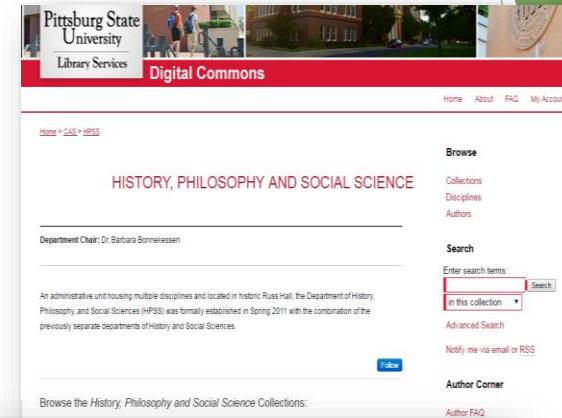 Pittsburg State
University
Library Services
Digital Commons
Home About FAQ My Accou
Home > CAS > HPSS
HISTORY, PHILOSOPHY AND SOCIAL SCIENCE
Department Chair: Dr. Barbara Bonnekessen
An administrative unit housing multiple disciplines and located in historic Russ Hall, the Department of History,
Philosophy, and Social Sciences (HPSS) was formally established in Spring 2011 with the combination of the
previously separate departments of History and Social Sciences.
Follow
Browse the History, Philosophy and Social Science Collections:
Browse
Collections
Disciplines
Authors
Search
Enter search terms:
Search
in this collection
Advanced Search
Notify me via email or RSS
Author Corner
Author FAQ